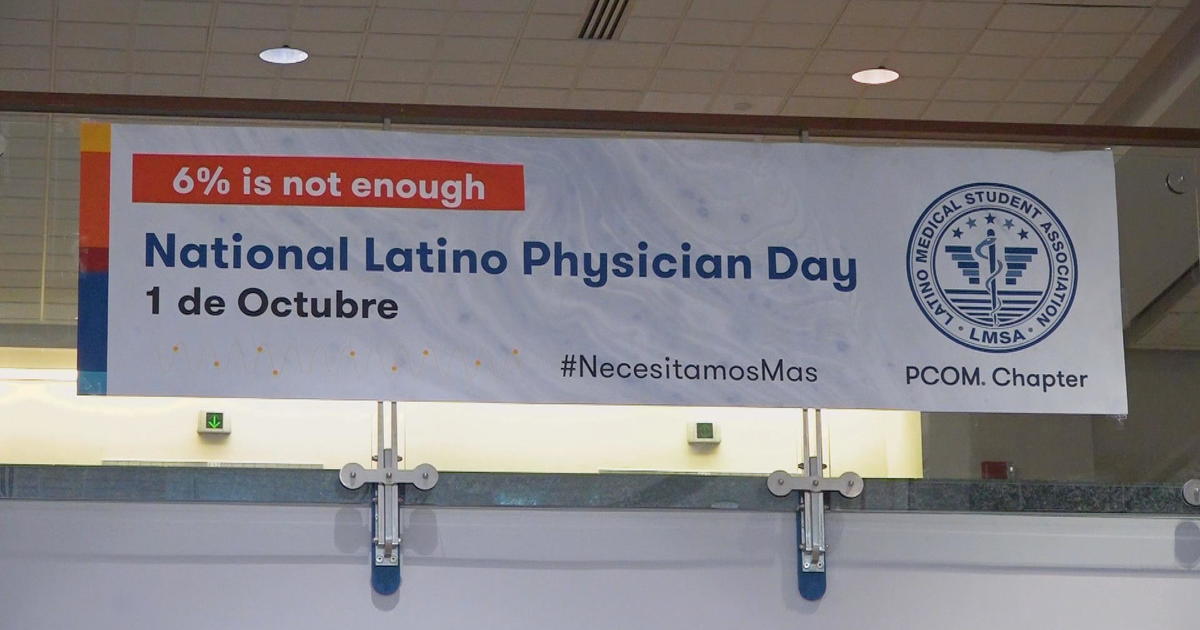 6% is not enough
National Latino Physician Day
1 de Octubre
#NecesitamosMas
LATINO MEDICAL STUDENT ASSOCIATION
LMSA
PCOM. Chapter